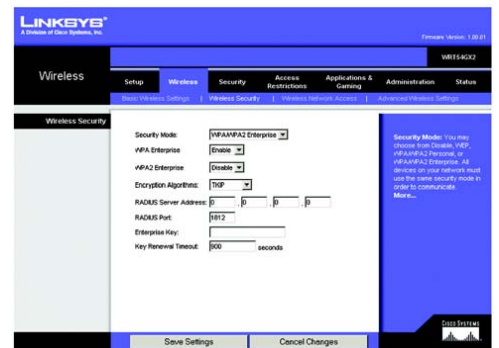 LINKSYS®
A Division of Cisco Systems, Inc.
Firmware Version: 1.00.01
WRT54GX2
Wireless
Setup Wireless Security Access Restrictions Applications & Gaming Administration Status
Basic Wireless Settings | Wireless Security | Wireless Network Access | Advanced Wireless Settings
Wireless Security
Security Mode: WPA/WPA2 Enterprise
WPA Enterprise Enable
WPA2 Enterprise Disable
Encryption Algorithms: TKIP
RADIUS Server Address: 0 . 0 . 0 . 0
RADIUS Port: 1812
Enterprise Key:
Key Renewal Timeout: 900 seconds
Security Mode: You may
choose from Disable, WEP,
WPA/WPA2 Personal, or
WPA/WPA2 Enterprise. All
devices on your network must
use the same security mode in
order to communicate.
More...
Save Settings Cancel Changes
CISCO SYSTEMS